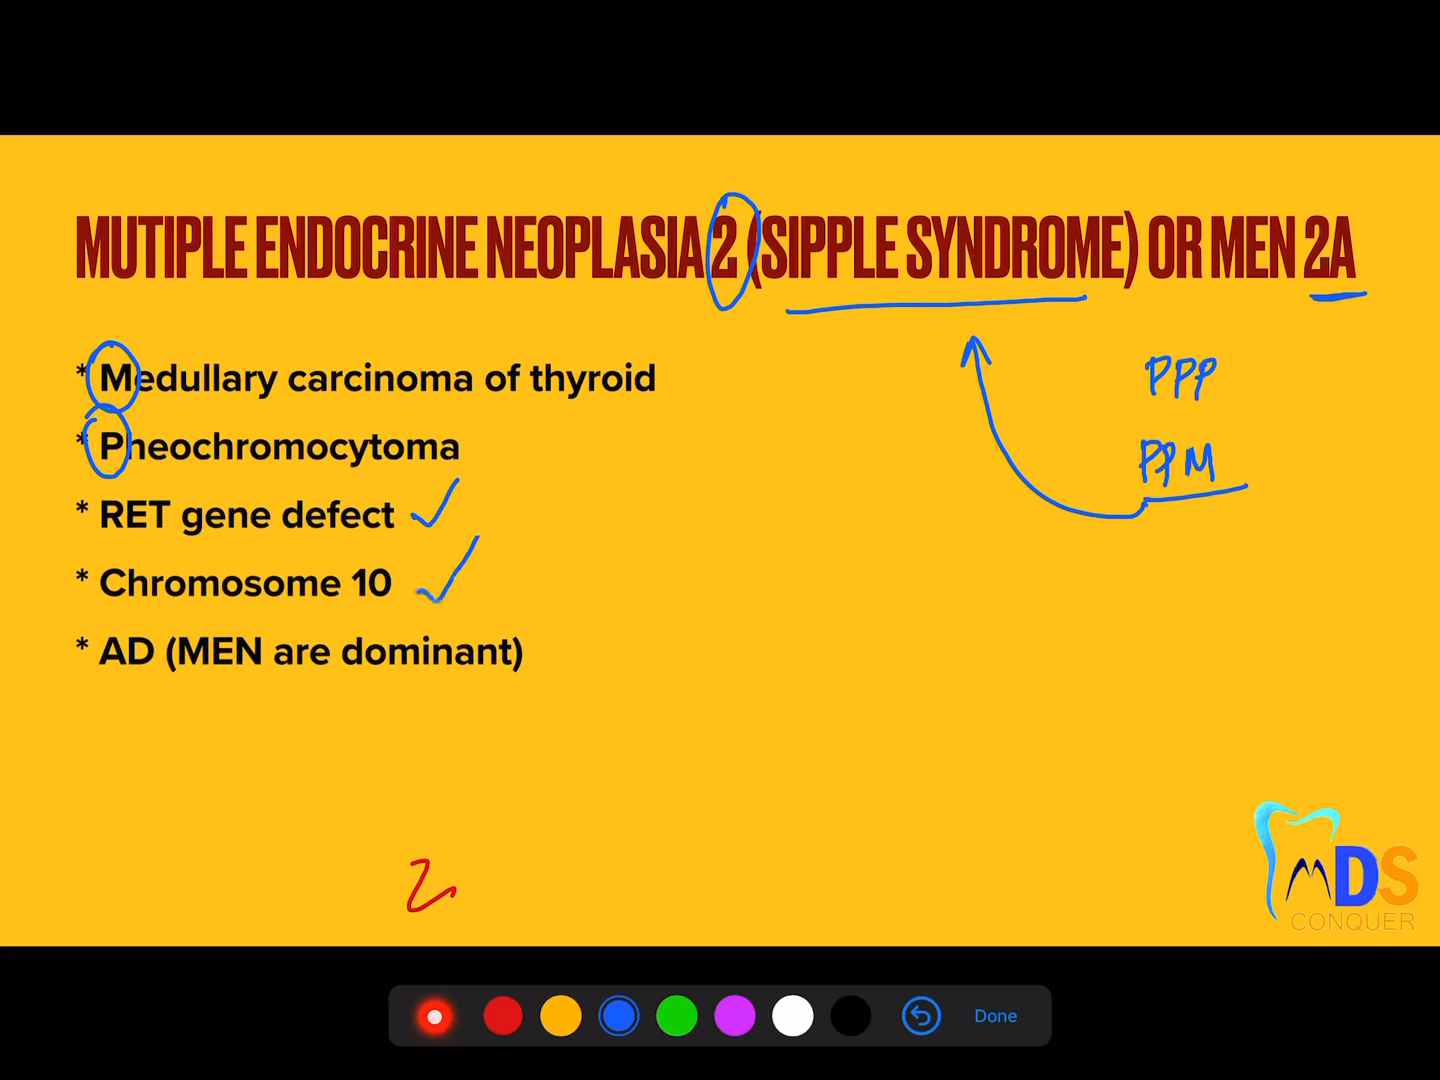 MUTIPLE ENDOCRINE NEOPLASIA 2 (SIPPLE SYNDROME) OR MEN 2A
* Medullary carcinoma of thyroid
* Pheochromocytoma
* RET gene defect
* Chromosome 10
* AD (MEN are dominant)
PPP
PPM
2
MDS
CONQUER
Done